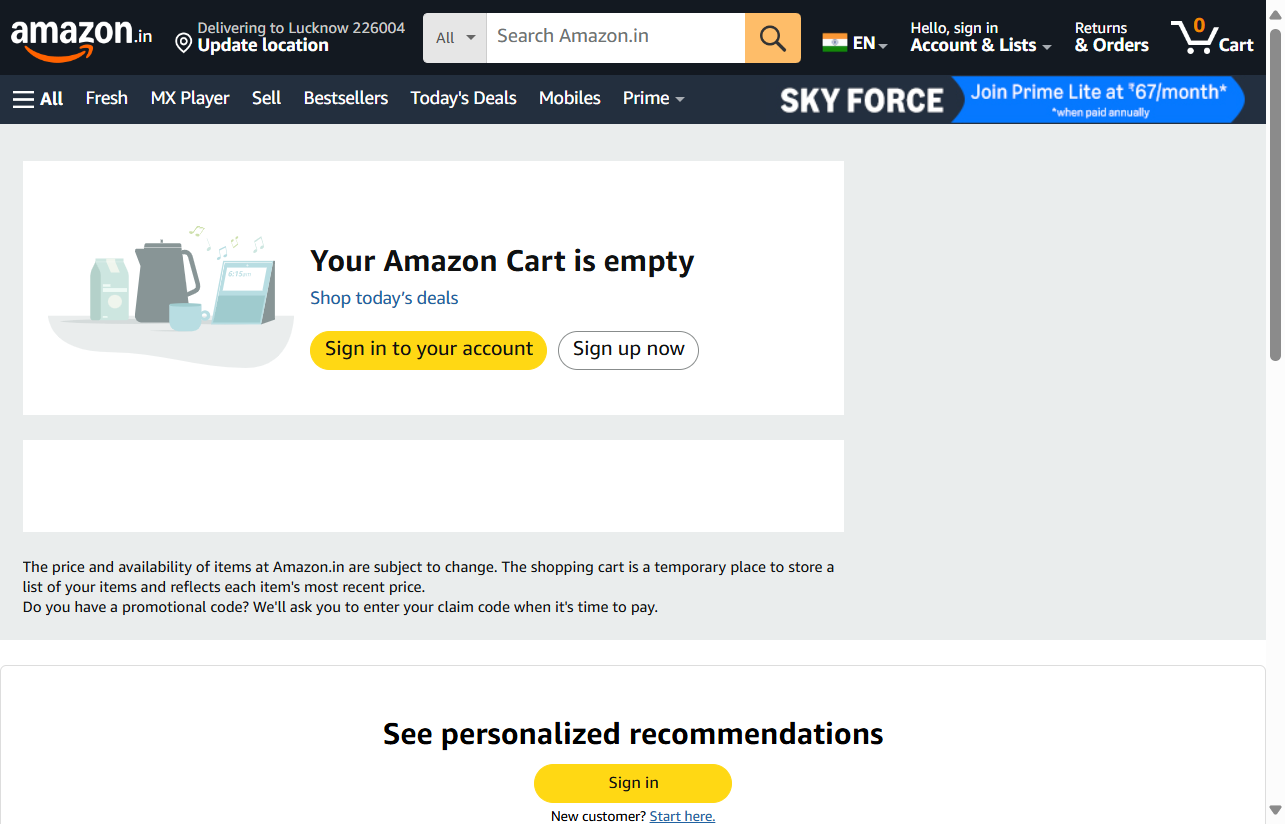 amazon.in
Delivering to Lucknow 226004
Update location
All
Search Amazon.in
EN
Hello, sign in
Account & Lists
Returns
& Orders
0
Cart
All
Fresh
MX Player
Sell
Bestsellers
Today's Deals
Mobiles
Prime
SKY FORCE
Join Prime Lite at ₹67/month*
*when paid annually
6:15am
Your Amazon Cart is empty
Shop today's deals
Sign in to your account
Sign up now
The price and availability of items at Amazon.in are subject to change. The shopping cart is a temporary place to store a
list of your items and reflects each item's most recent price.
Do you have a promotional code? We'll ask you to enter your claim code when it's time to pay.
See personalized recommendations
Sign in
New customer? Start here.